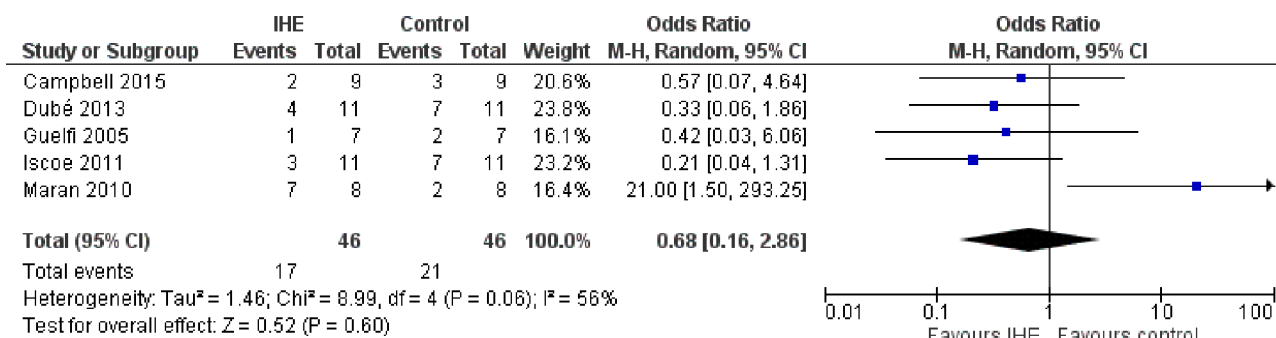 IHE Control Odds Ratio Odds Ratio
Study or Subgroup Events Total Events Total Weight M-H, Random, 95% CI M-H, Random, 95% CI
Campbell 2015 2 9 3 9 20.6% 0.57 [0.07, 4.64]
Dubé 2013 4 11 7 11 23.8% 0.33 [0.06, 1.86]
Guelfi 2005 1 7 2 7 16.1% 0.42 [0.03, 6.06]
Iscoe 2011 3 11 7 11 23.2% 0.21 [0.04, 1.31]
Maran 2010 7 8 2 8 16.4% 21.00 [1.50, 293.25]
Total (95% CI) 46 46 100.0% 0.68 [0.16, 2.86]
Total events 17 21
Heterogeneity: Tau² = 1.46; Chi² = 8.99, df = 4 (P = 0.06); I² = 56%
Test for overall effect: Z = 0.52 (P = 0.60)
0.01 0.1 1 10 100
Favours IHE Favours control